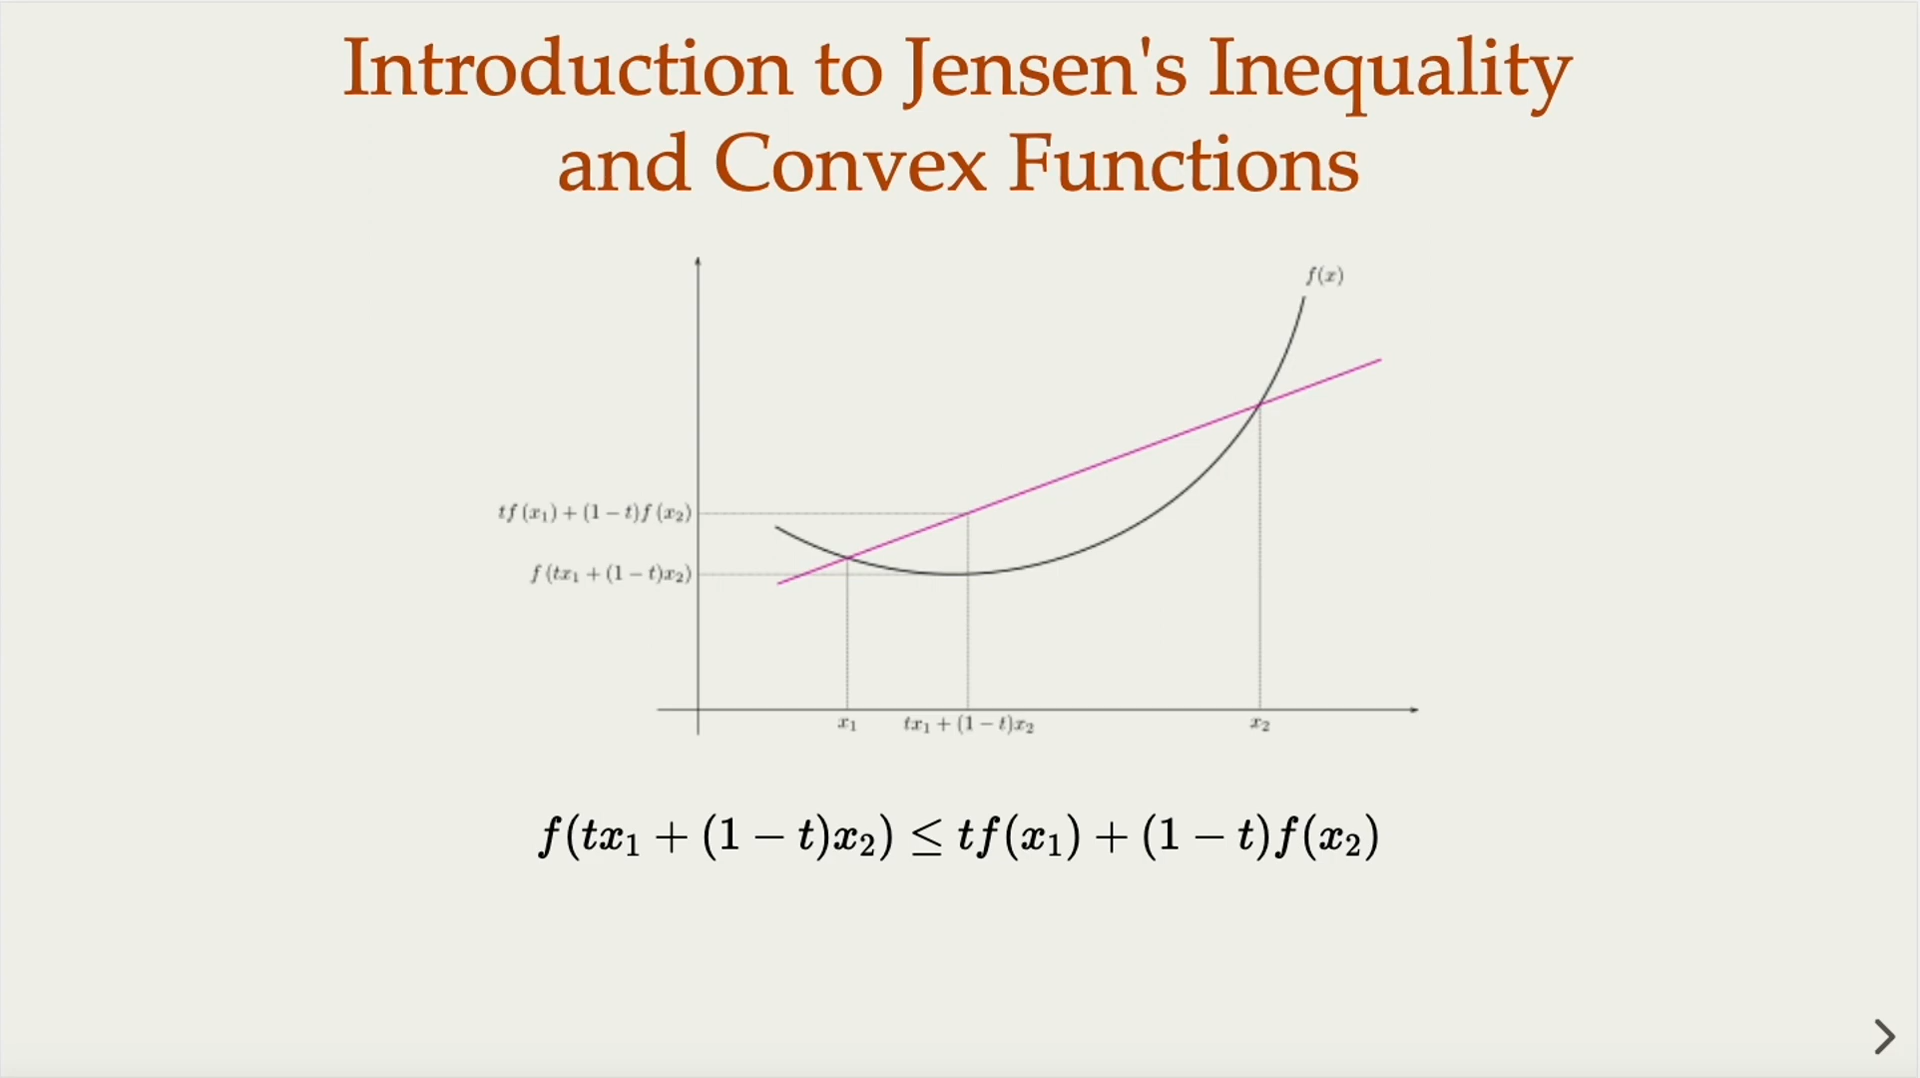 Introduction to Jensen's Inequality
and Convex Functions
f(x)
tf(x₁) + (1 − t)f(x₂)
f(tx₁ + (1 − t)x₂)
x₁
tx₁ + (1 − t)x₂
x₂
f(tx₁ + (1 − t)x₂) ≤ tf(x₁) + (1 − t)f(x₂)